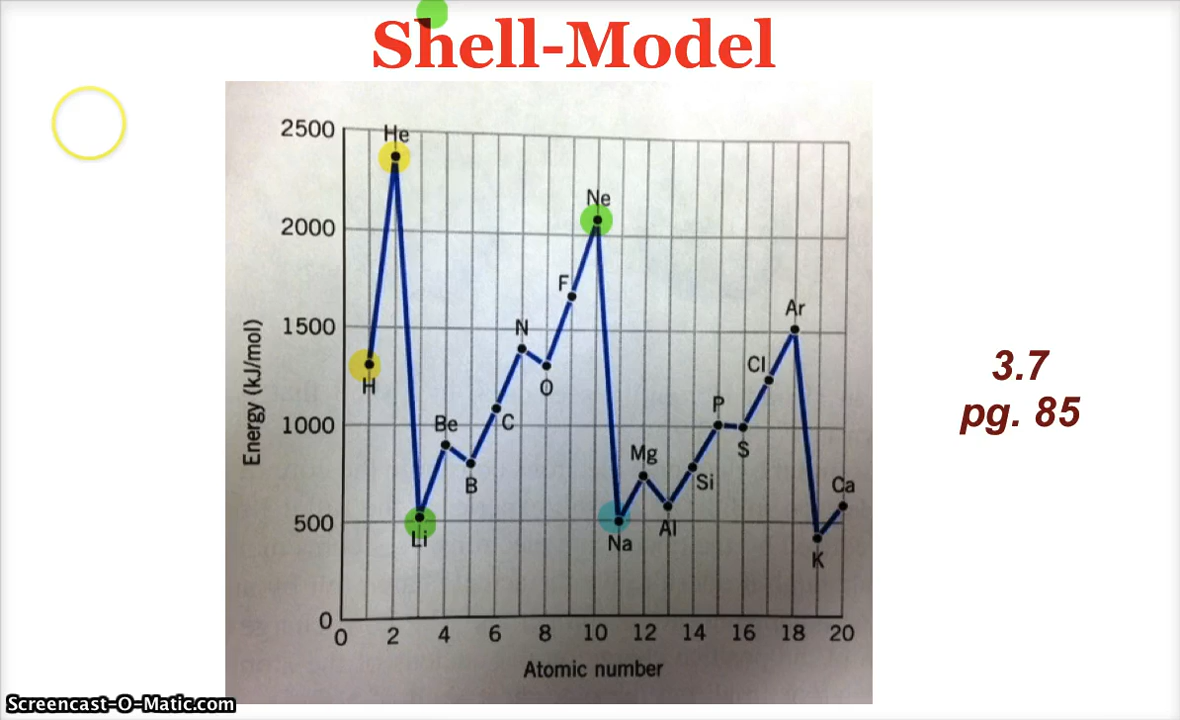 Shell-Model
2500
2000
1500
1000
500
0
Energy (kJ/mol)
He
H
Li
Be
B
C
N
O
F
Ne
Na
Mg
Al
Si
P
S
Cl
Ar
K
Ca
0 2 4 6 8 10 12 14 16 18 20
Atomic number
3.7
pg. 85
Screencast-O-Matic.com